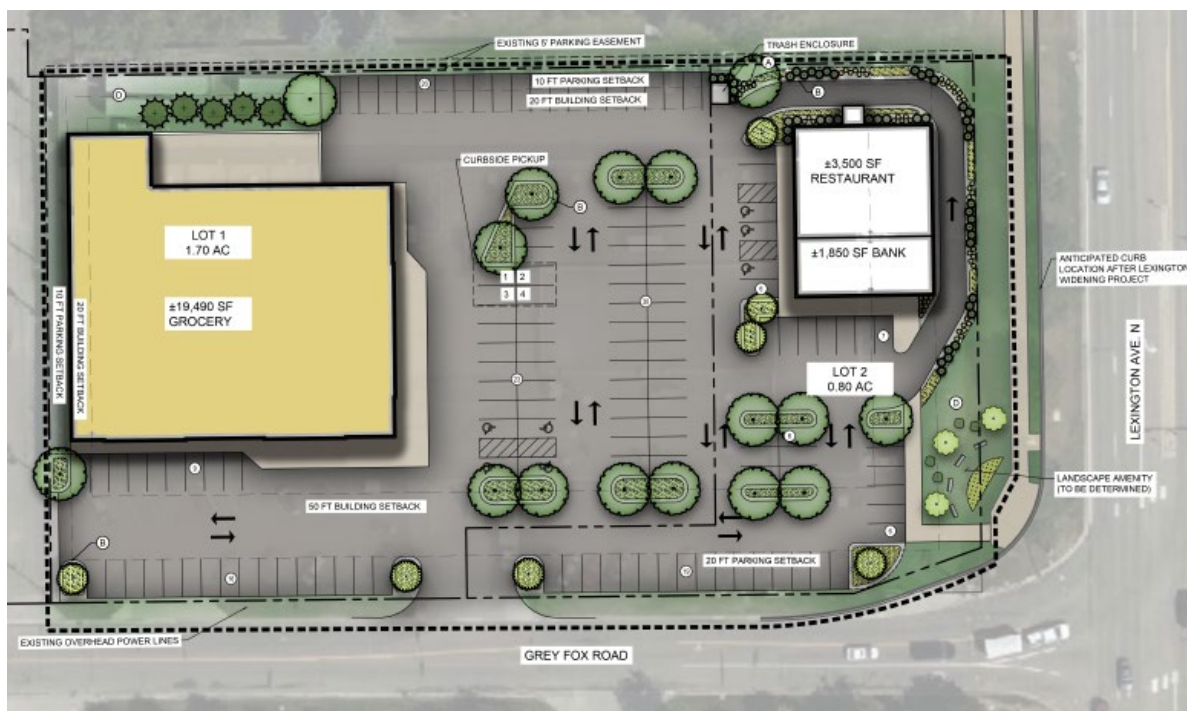 EXISTING 5' PARKING EASEMENT
TRASH ENCLOSURE
A
D
20
10 FT PARKING SETBACK
20 FT BUILDING SETBACK
B
CURBSIDE PICKUP
B
±3,500 SF
RESTAURANT
LOT 1
1.70 AC
±1,850 SF BANK
1 2
3 4
ANTICIPATED CURB
LOCATION AFTER LEXINGTON
WIDENING PROJECT
±19,490 SF
GROCERY
10 FT PARKING SETBACK
20 FT BUILDING SETBACK
7
LOT 2
0.80 AC
LEXINGTON AVE. N
D
8
9
LANDSCAPE AMENITY
(TO BE DETERMINED)
50 FT BUILDING SETBACK
B
20 FT PARKING SETBACK
EXISTING OVERHEAD POWER LINES
GREY FOX ROAD